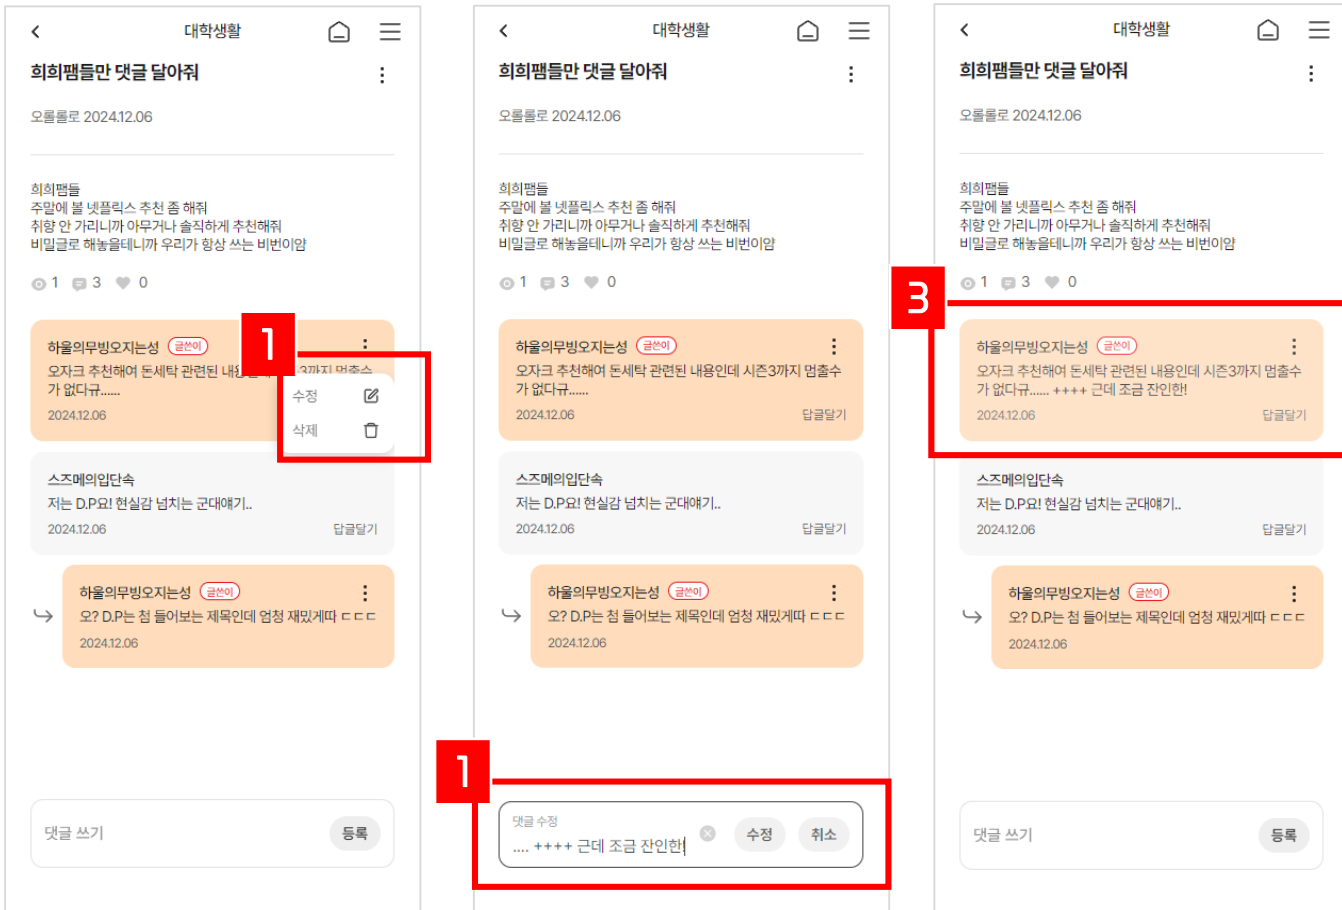 대학생활
희희팸들만 댓글 달아줘
오롤롤로 2024.12.06
희희팸들
주말에 볼 넷플릭스 추천 좀 해줘
취향 안 가리니까 아무거나 솔직하게 추천해줘
비밀글로 해놓을테니까 우리가 항상 쓰는 비번이얌
1 3 0
1
하울의무빙오지는성 글쓴이
오자크 추천해여 돈세탁 관련된 내용 3까지 멈출수
가 없다규......
2024.12.06
수정
삭제
스즈메의입단속
저는 D.P요! 현실감 넘치는 군대얘기..
2024.12.06 답글달기
하울의무빙오지는성 글쓴이
오? D.P는 첨 들어보는 제목인데 엄청 재밌게따 ㄷㄷㄷ
2024.12.06
댓글 쓰기 등록
대학생활
희희팸들만 댓글 달아줘
오롤롤로 2024.12.06
희희팸들
주말에 볼 넷플릭스 추천 좀 해줘
취향 안 가리니까 아무거나 솔직하게 추천해줘
비밀글로 해놓을테니까 우리가 항상 쓰는 비번이얌
1 3 0
하울의무빙오지는성 글쓴이
오자크 추천해여 돈세탁 관련된 내용인데 시즌3까지 멈출수
가 없다규......
2024.12.06 답글달기
스즈메의입단속
저는 D.P요! 현실감 넘치는 군대얘기..
2024.12.06 답글달기
하울의무빙오지는성 글쓴이
오? D.P는 첨 들어보는 제목인데 엄청 재밌게따 ㄷㄷㄷ
2024.12.06
1
댓글 수정
.... ++++ 근데 조금 잔인한! 수정 취소
대학생활
희희팸들만 댓글 달아줘
오롤롤로 2024.12.06
희희팸들
주말에 볼 넷플릭스 추천 좀 해줘
취향 안 가리니까 아무거나 솔직하게 추천해줘
비밀글로 해놓을테니까 우리가 항상 쓰는 비번이얌
1 3 0
3
하울의무빙오지는성 글쓴이
오자크 추천해여 돈세탁 관련된 내용인데 시즌3까지 멈출수
가 없다규...... ++++ 근데 조금 잔인한!
2024.12.06 답글달기
스즈메의입단속
저는 D.P요! 현실감 넘치는 군대얘기..
2024.12.06 답글달기
하울의무빙오지는성 글쓴이
오? D.P는 첨 들어보는 제목인데 엄청 재밌게따 ㄷㄷㄷ
2024.12.06
댓글 쓰기 등록